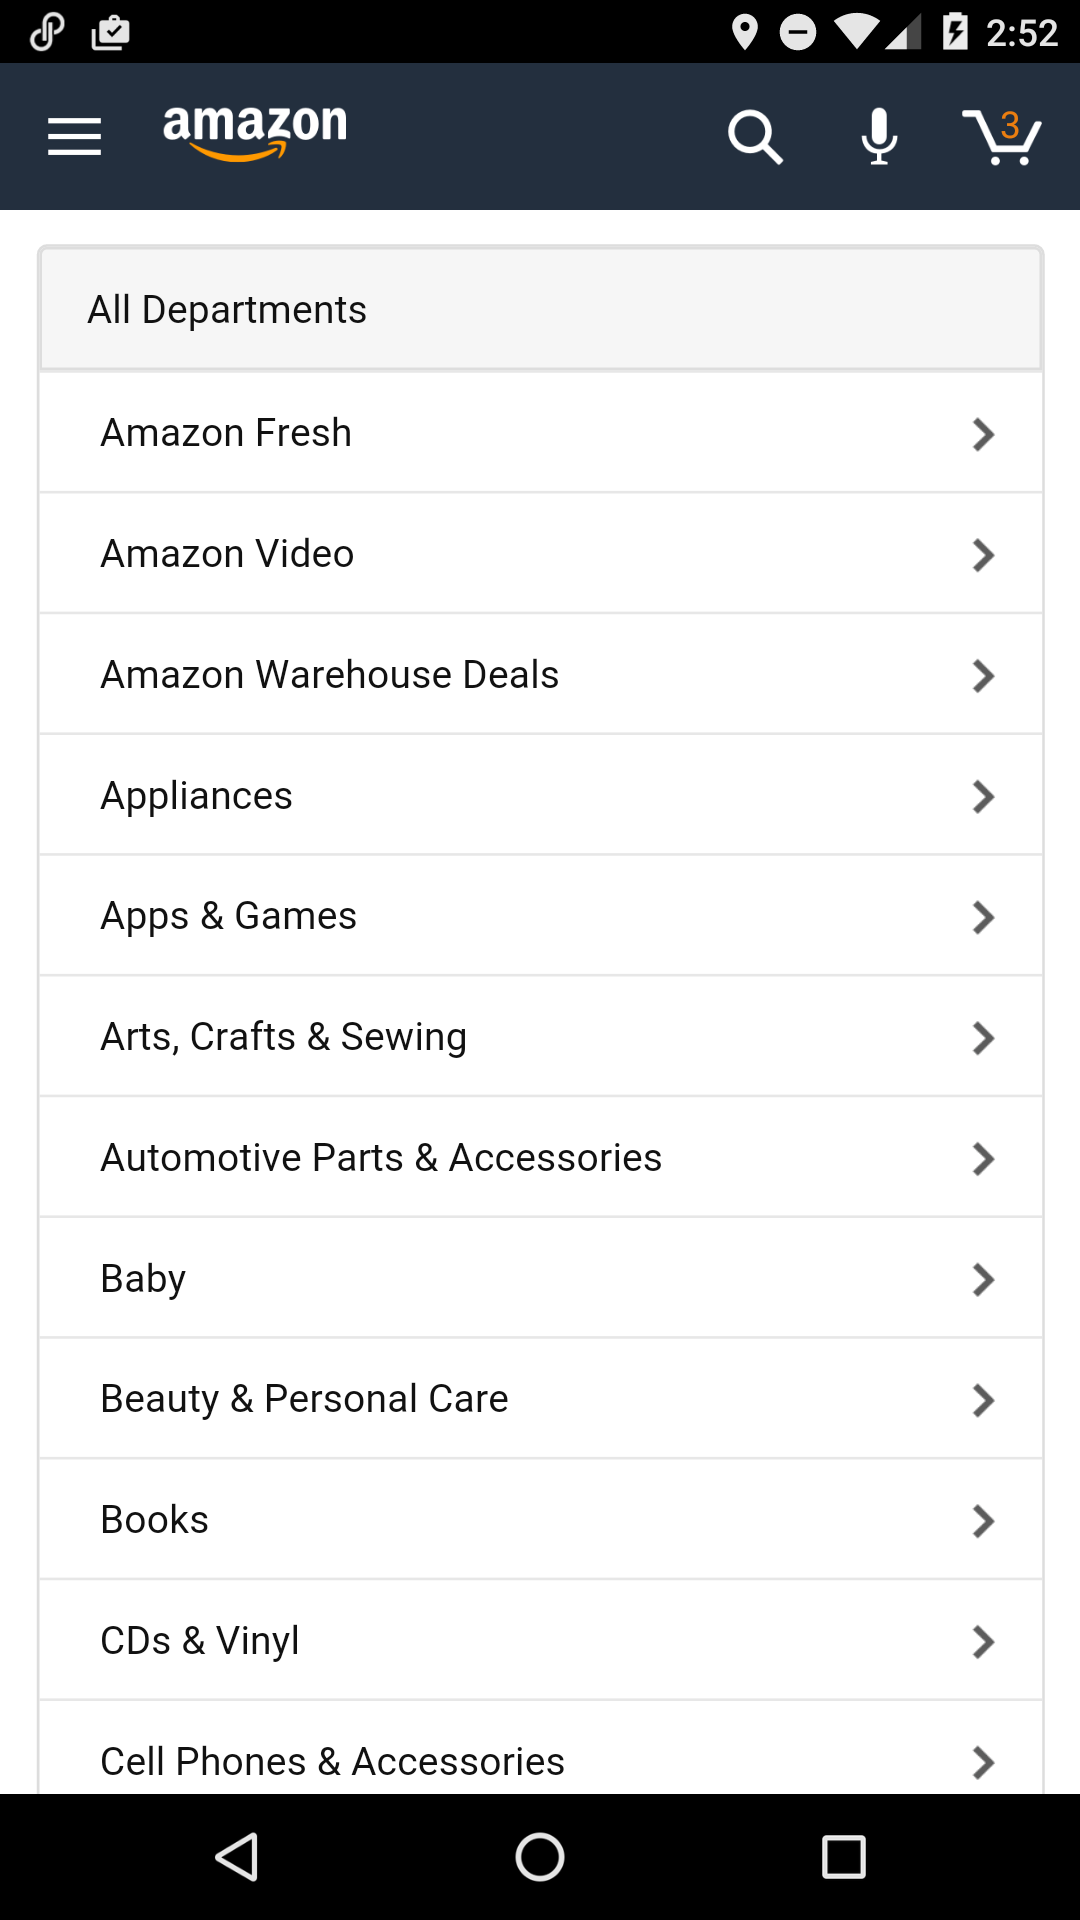 2:52
amazon
3
All Departments
Amazon Fresh
Amazon Video
Amazon Warehouse Deals
Appliances
Apps & Games
Arts, Crafts & Sewing
Automotive Parts & Accessories
Baby
Beauty & Personal Care
Books
CDs & Vinyl
Cell Phones & Accessories